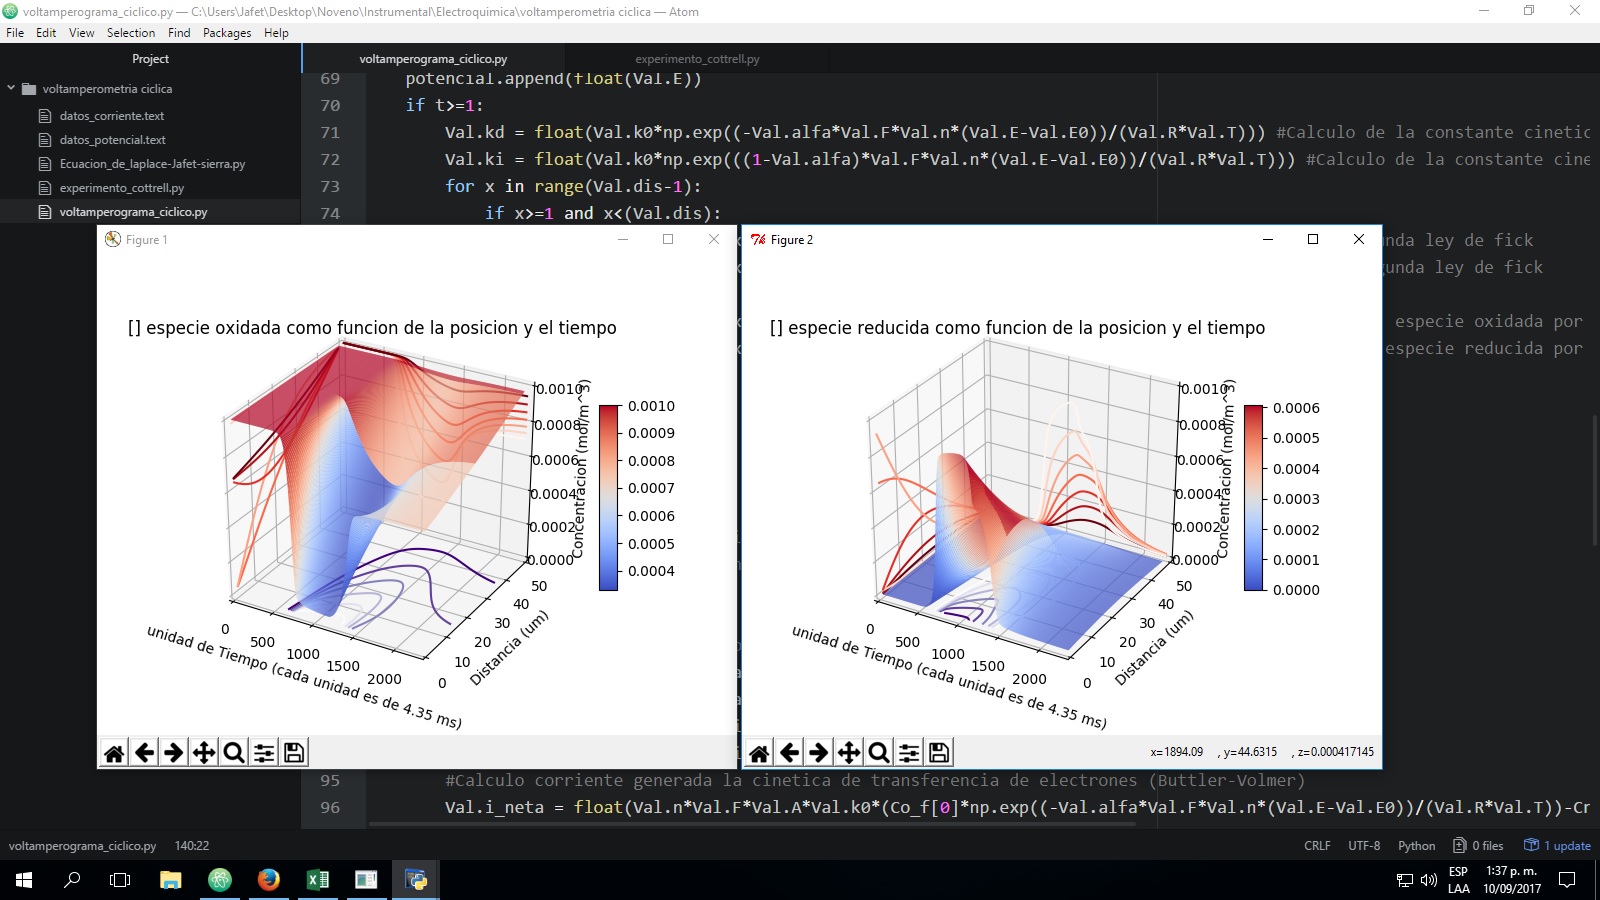 voltamperograma_ciclico.py — C:\Users\Jafet\Desktop\Noveno\Instrumental\Electroquimica\voltamperometria ciclica — Atom
File Edit View Selection Find Packages Help
Project
voltamperograma_ciclico.py
experimento_cottrell.py
voltamperometria ciclica
datos_corriente.text
datos_potencial.text
Ecuacion_de_laplace-Jafet-sierra.py
experimento_cottrell.py
voltamperograma_ciclico.py
69 potencial.append(float(Val.E))
70 if t>=1:
71 Val.kd = float(Val.k0*np.exp((-Val.alfa*Val.F*Val.n*(Val.E-Val.E0))/(Val.R*Val.T))) #Calculo de la constante cinetic
72 Val.ki = float(Val.k0*np.exp(((1-Val.alfa)*Val.F*Val.n*(Val.E-Val.E0))/(Val.R*Val.T))) #Calculo de la constante cine
73 for x in range(Val.dis-1):
74 if x>=1 and x<(Val.dis):
unda ley de fick
gunda ley de fick
especie oxidada por
especie reducida por
Figure 1
[] especie oxidada como funcion de la posicion y el tiempo
0.0010
0.0008
0.0006
0.0004
0.0002
0.0000
Concentracion (mol/m^3)
0.0010
0.0009
0.0008
0.0007
0.0006
0.0005
0.0004
0 500 1000 1500 2000
unidad de Tiempo (cada unidad es de 4.35 ms)
0 10 20 30 40 50
Distancia (um)
Figure 2
[] especie reducida como funcion de la posicion y el tiempo
0.0010
0.0008
0.0006
0.0004
0.0002
0.0000
Concentracion (mol/m^3)
0.0006
0.0005
0.0004
0.0003
0.0002
0.0001
0.0000
0 500 1000 1500 2000
unidad de Tiempo (cada unidad es de 4.35 ms)
0 10 20 30 40 50
Distancia (um)
x=1894.09 , y=44.6315 , z=0.000417145
95 #Calculo corriente generada la cinetica de transferencia de electrones (Buttler-Volmer)
96 Val.i_neta = float(Val.n*Val.F*Val.A*Val.k0*(Co_f[0]*np.exp((-Val.alfa*Val.F*Val.n*(Val.E-Val.E0))/(Val.R*Val.T))-Cr
voltamperograma_ciclico.py 140:22
CRLF UTF-8 Python 0 files 1 update
ESP
LAA
1:37 p. m.
10/09/2017